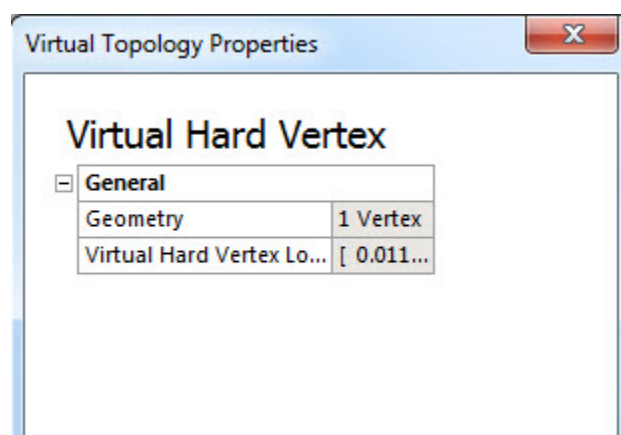 Virtual Topology Properties
Virtual Hard Vertex
General
Geometry 1 Vertex
Virtual Hard Vertex Lo... [ 0.011...